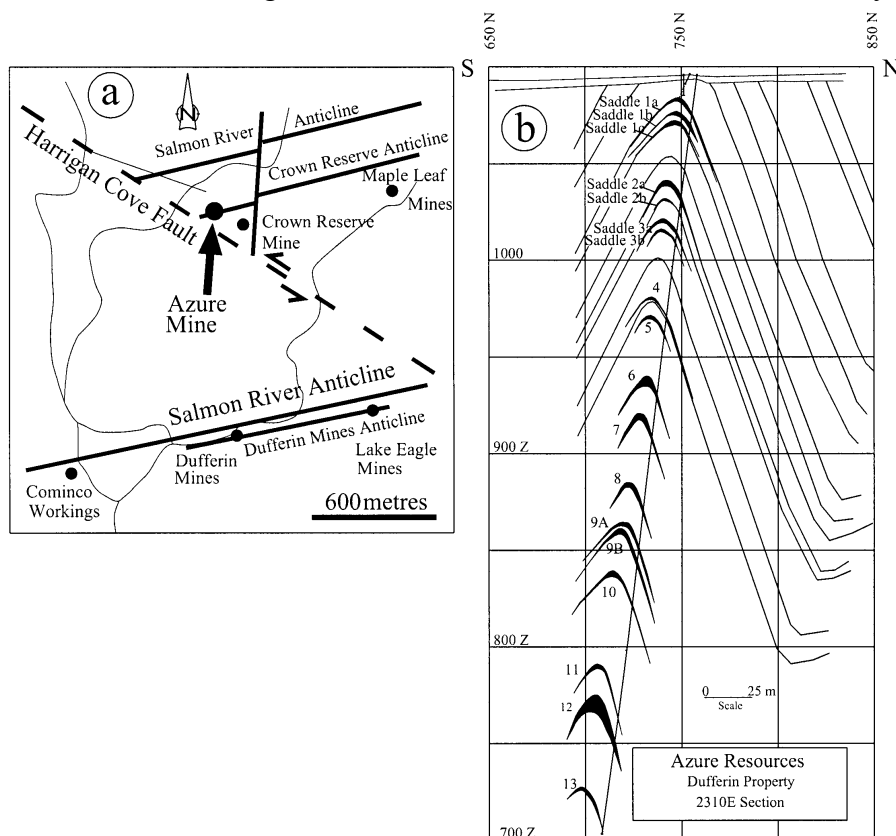 a
N
Salmon River
Anticline
Crown Reserve Anticline
Harrigan Cove Fault
Maple Leaf
Mines
Crown Reserve
Mine
Azure
Mine
Salmon River Anticline
Dufferin Mines Anticline
Dufferin
Mines
Lake Eagle
Mines
Cominco
Workings
600 metres
650 N
750 N
850 N
S
N
b
Saddle 1a
Saddle 1b
Saddle 1c
Saddle 2a
Saddle 2b
Saddle 3a
Saddle 3b
1000
4
5
6
7
900 Z
8
9A
9B
10
800 Z
11
12
13
700 Z
0 25 m
Scale
Azure Resources
Dufferin Property
2310E Section